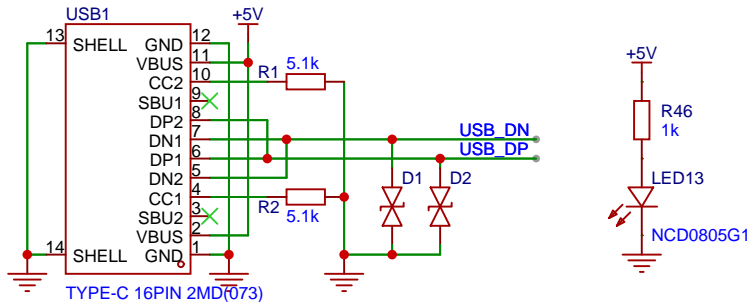 USB1
+5V
13 SHELL GND 12
VBUS 11
CC2 10 R1 5.1k
SBU1 9
DP2 8
DN1 7 USB_DN
DP1 6 USB_DP
DN2 5 D1 D2
CC1 4 R2 5.1k
SBU2 3
VBUS 2
14 SHELL GND 1
TYPE-C 16PIN 2MD(073)
+5V
R46
1k
LED13
NCD0805G1